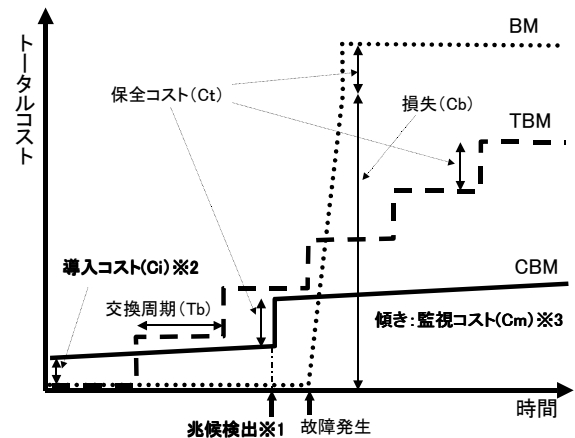 トータルコスト
BM
保全コスト(Ct)
損失(Cb)
TBM
導入コスト(Ci)※2
交換周期(Tb)
CBM
傾き:監視コスト(Cm)※3
時間
兆候検出※1
故障発生